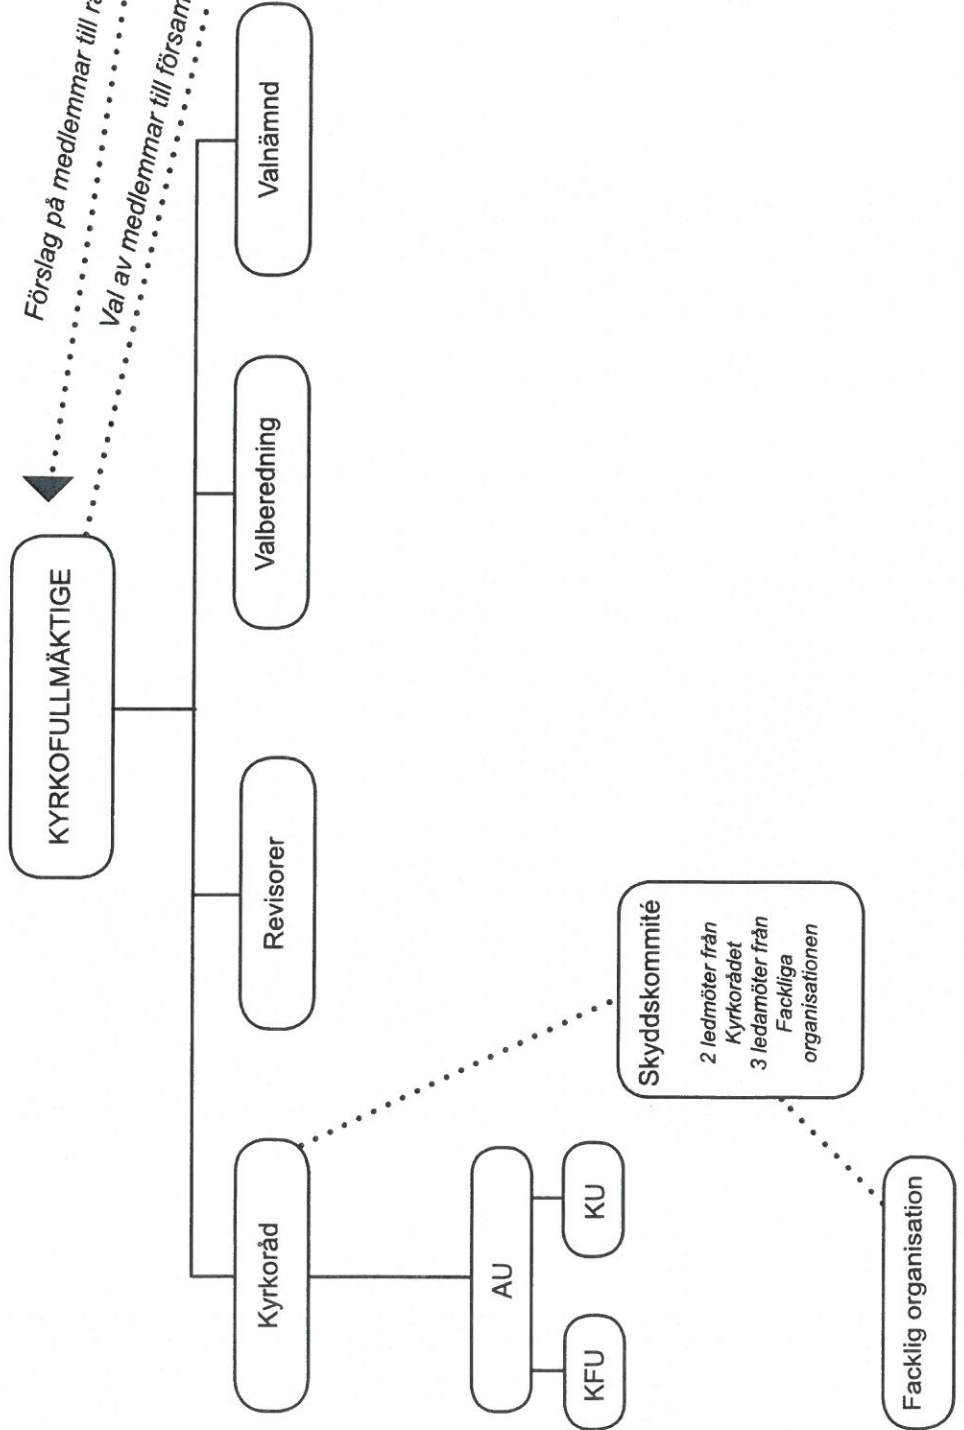 Förslag på medlemmar till
Val av medlemmar till
KYRKOFULLMÄKTIGE
Kyrkoråd
Revisorer
Valberedning
Valnämnd
AU
KFU
KU
Skyddskommité
2 ledmöter från
Kyrkorådet
3 ledamöter från
Fackliga
organisationen
Facklig organisation